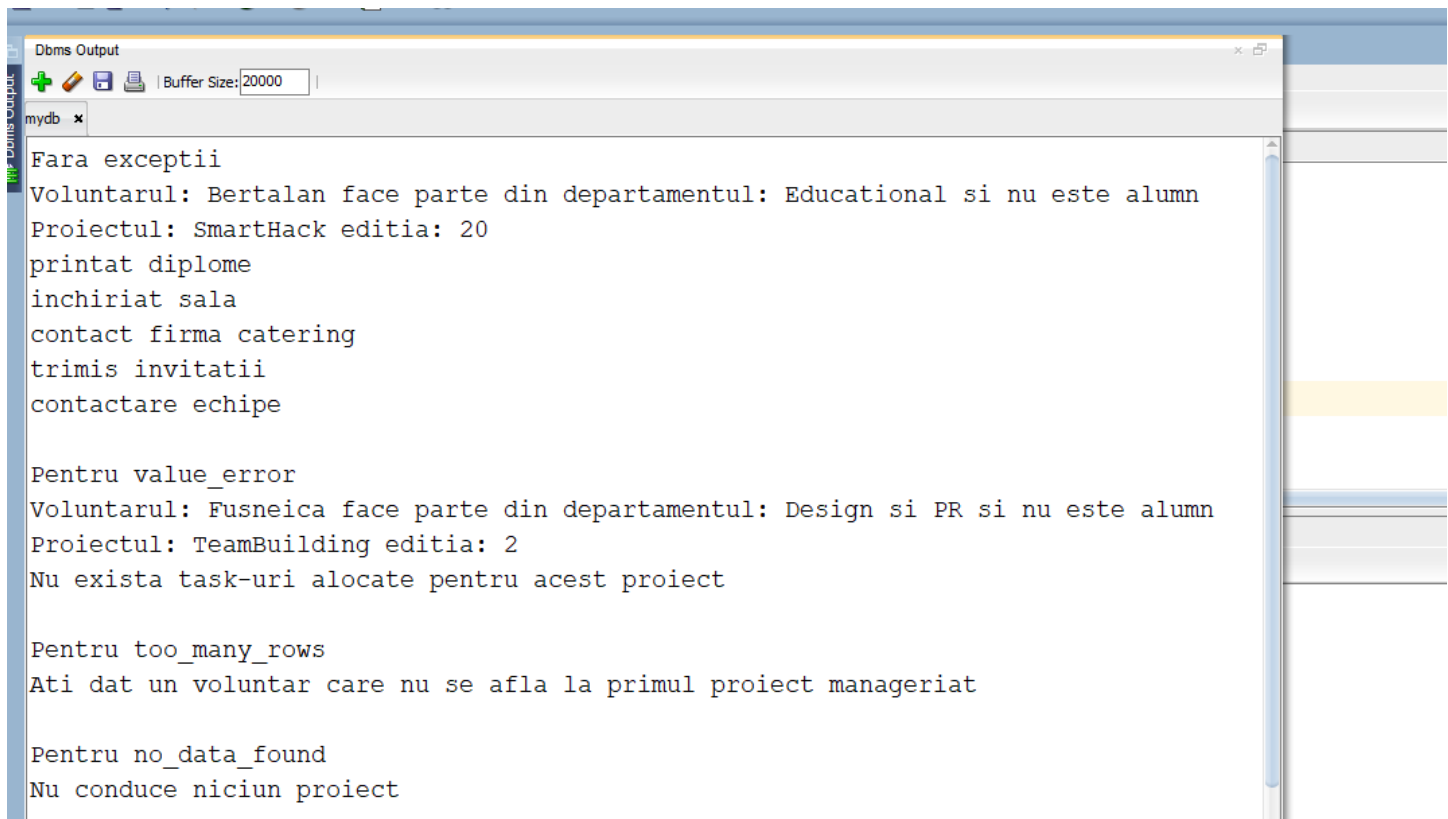 Dbms Output
Buffer Size: 20000
Dbms Output
mydb
Fara exceptii
Voluntarul: Bertalan face parte din departamentul: Educational si nu este alumn
Proiectul: SmartHack editia: 20
printat diplome
inchiriat sala
contact firma catering
trimis invitatii
contactare echipe
Pentru value_error
Voluntarul: Fusneica face parte din departamentul: Design si PR si nu este alumn
Proiectul: TeamBuilding editia: 2
Nu exista task-uri alocate pentru acest proiect
Pentru too_many_rows
Ati dat un voluntar care nu se afla la primul proiect manageriat
Pentru no_data_found
Nu conduce niciun proiect